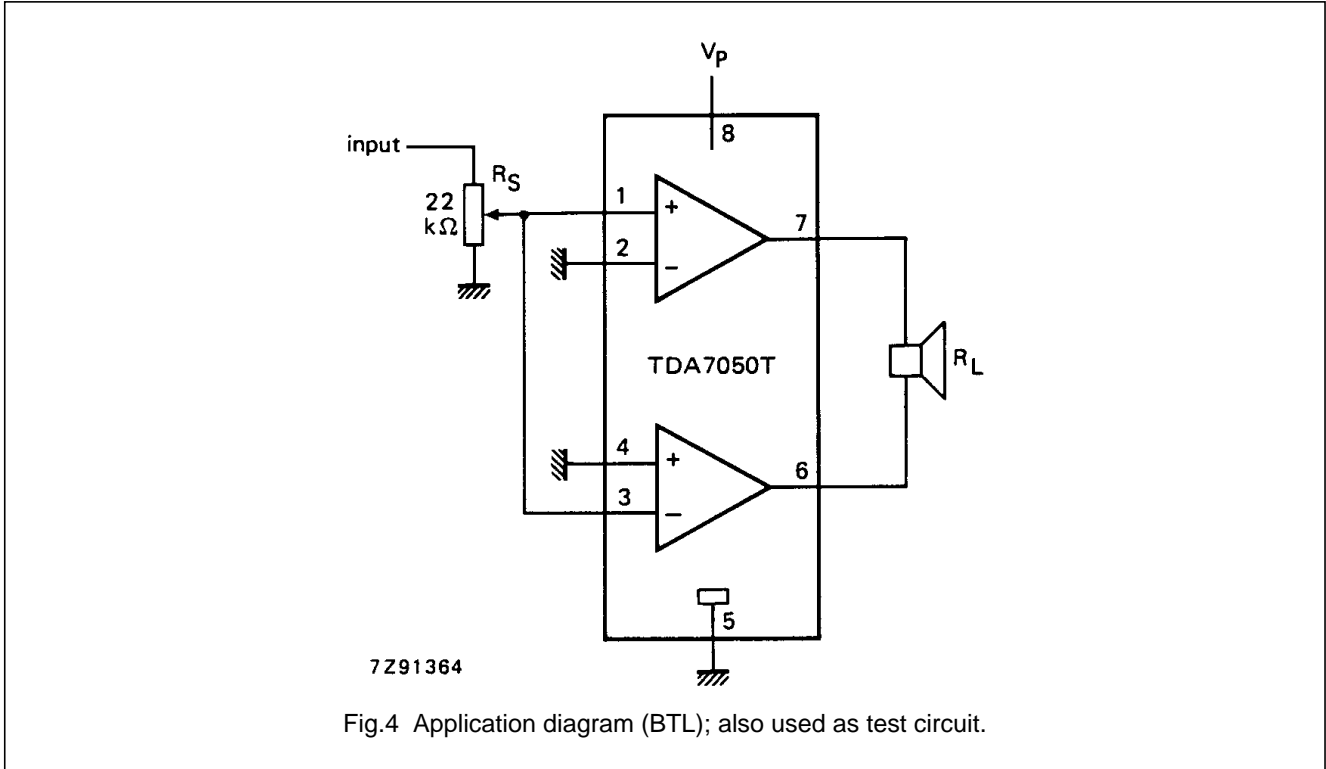 V_P
8
input
R_S
22
kΩ
1
+
7
2
−
TDA7050T
R_L
4
+
6
3
−
5
7Z91364
Fig.4 Application diagram (BTL); also used as test circuit.